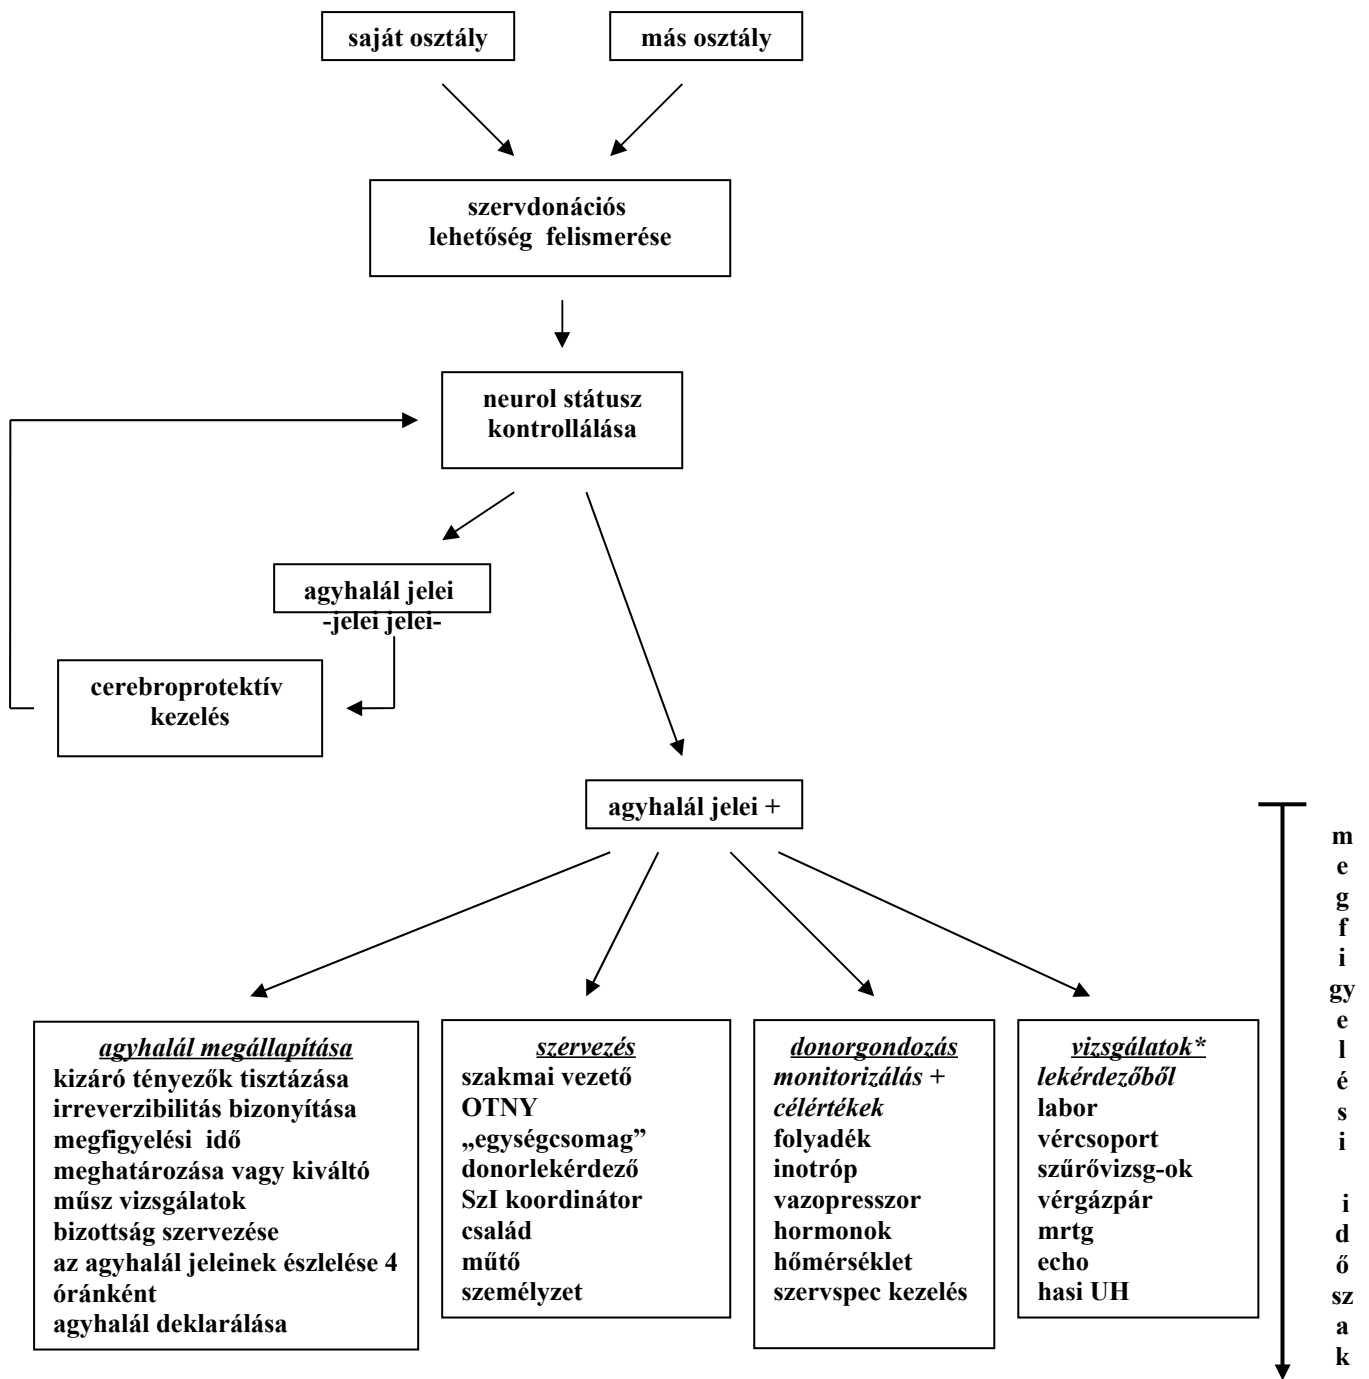 saját osztály
más osztály
szervdonációs
lehetőség felismerése
neurol státusz
kontrollálása
agyhalál jelei
-jelei jelei-
cerebroprotektív
kezelés
agyhalál jelei +
agyhalál megállapítása
kizáró tényezők tisztázása
irreverzibilitás bizonyítása
megfigyelési idő
meghatározása vagy kiváltó
műsz vizsgálatok
bizottság szervezése
az agyhalál jeleinek észlelése 4
óránként
agyhalál deklarálása
szervezés
szakmai vezető
OTNY
„egységcsomag”
donorlekérdező
SzI koordinátor
család
műtő
személyzet
donorgondozás
monitorizálás +
célértékek
folyadék
inotróp
vazopresszor
hormonok
hőmérséklet
szervspec kezelés
vizsgálatok*
lekérdezőből
labor
vércsoport
szűrővizsg-ok
vérgázpár
mrtg
echo
hasi UH
m
e
g
f
i
gy
e
l
é
s
i
i
d
ő
sz
a
k